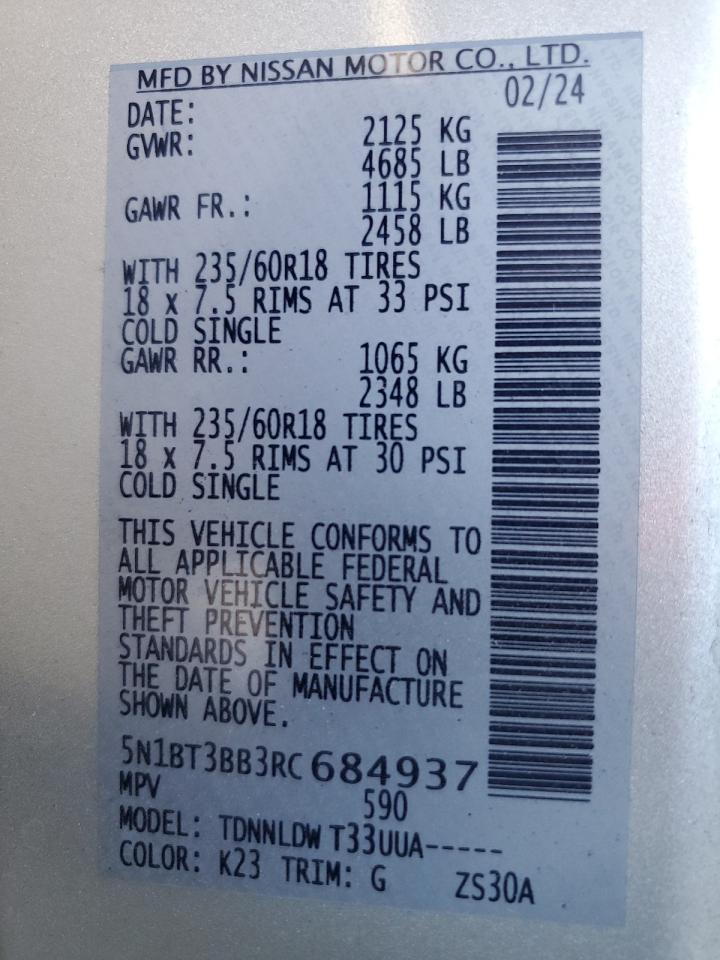 MFD BY NISSAN MOTOR CO., LTD.
DATE: 02/24
GVWR: 2125 KG
4685 LB
GAWR FR.: 1115 KG
2458 LB
WITH 235/60R18 TIRES
18 x 7.5 RIMS AT 33 PSI
COLD SINGLE
GAWR RR.: 1065 KG
2348 LB
WITH 235/60R18 TIRES
18 x 7.5 RIMS AT 30 PSI
COLD SINGLE
THIS VEHICLE CONFORMS TO
ALL APPLICABLE FEDERAL
MOTOR VEHICLE SAFETY AND
THEFT PREVENTION
STANDARDS IN EFFECT ON
THE DATE OF MANUFACTURE
SHOWN ABOVE.
5N1BT3BB3RC684937
MPV 590
MODEL: TDNNLDW T33UUA-----
COLOR: K23 TRIM: G ZS30A